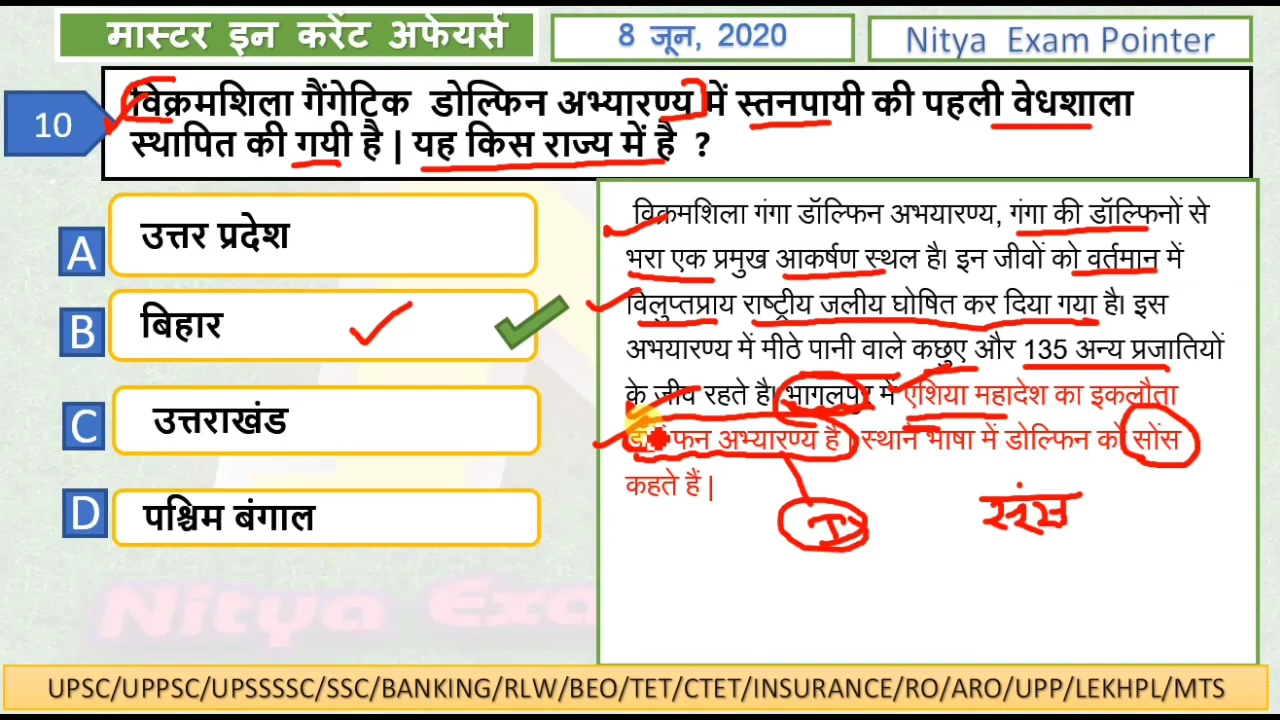 मास्टर इन करेंट अफेयर्स
8 जून, 2020
Nitya Exam Pointer
10
विक्रमशिला गैंगेटिक डोल्फिन अभ्यारण्य में स्तनपायी की पहली वेधशाला
स्थापित की गयी है | यह किस राज्य में है ?
A
उत्तर प्रदेश
B
बिहार
C
उत्तराखंड
D
पश्चिम बंगाल
विक्रमशिला गंगा डॉल्फिन अभयारण्य, गंगा की डॉल्फिनों से
भरा एक प्रमुख आकर्षण स्थल है। इन जीवों को वर्तमान में
विलुप्तप्राय राष्ट्रीय जलीय घोषित कर दिया गया है। इस
अभयारण्य में मीठे पानी वाले कछुए और 135 अन्य प्रजातियों
के जीव रहते है। भागलपुर में एशिया महादेश का इकलौता
अभ्यारण्य है | स्थान भाषा में डोल्फिन को सोंस
कहते हैं |
Nitya Exa
UPSC/UPPSC/UPSSSSC/SSC/BANKING/RLW/BEO/TET/CTET/INSURANCE/RO/ARO/UPP/LEKHPL/MTS